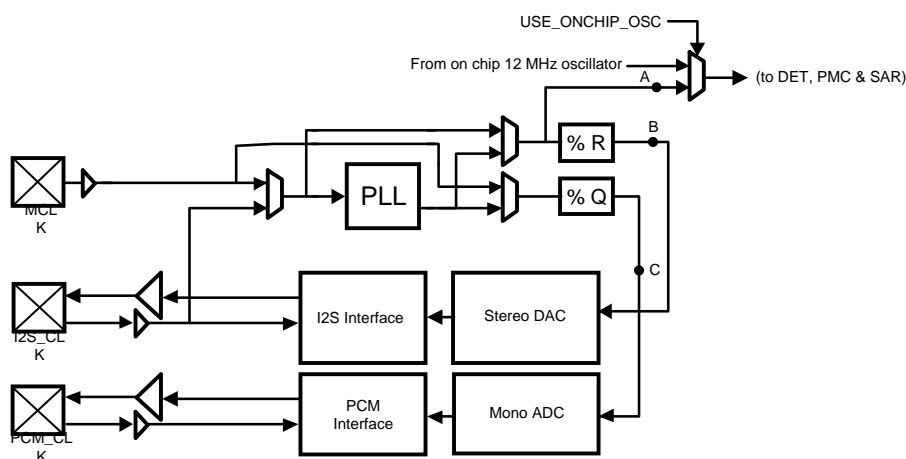 USE_ONCHIP_OSC
From on chip 12 MHz oscillator
(to DET, PMC & SAR)
A
B
% R
MCL
K
PLL
% Q
C
I2S_CL
K
I2S Interface
Stereo DAC
PCM_CL
K
PCM
Interface
Mono ADC